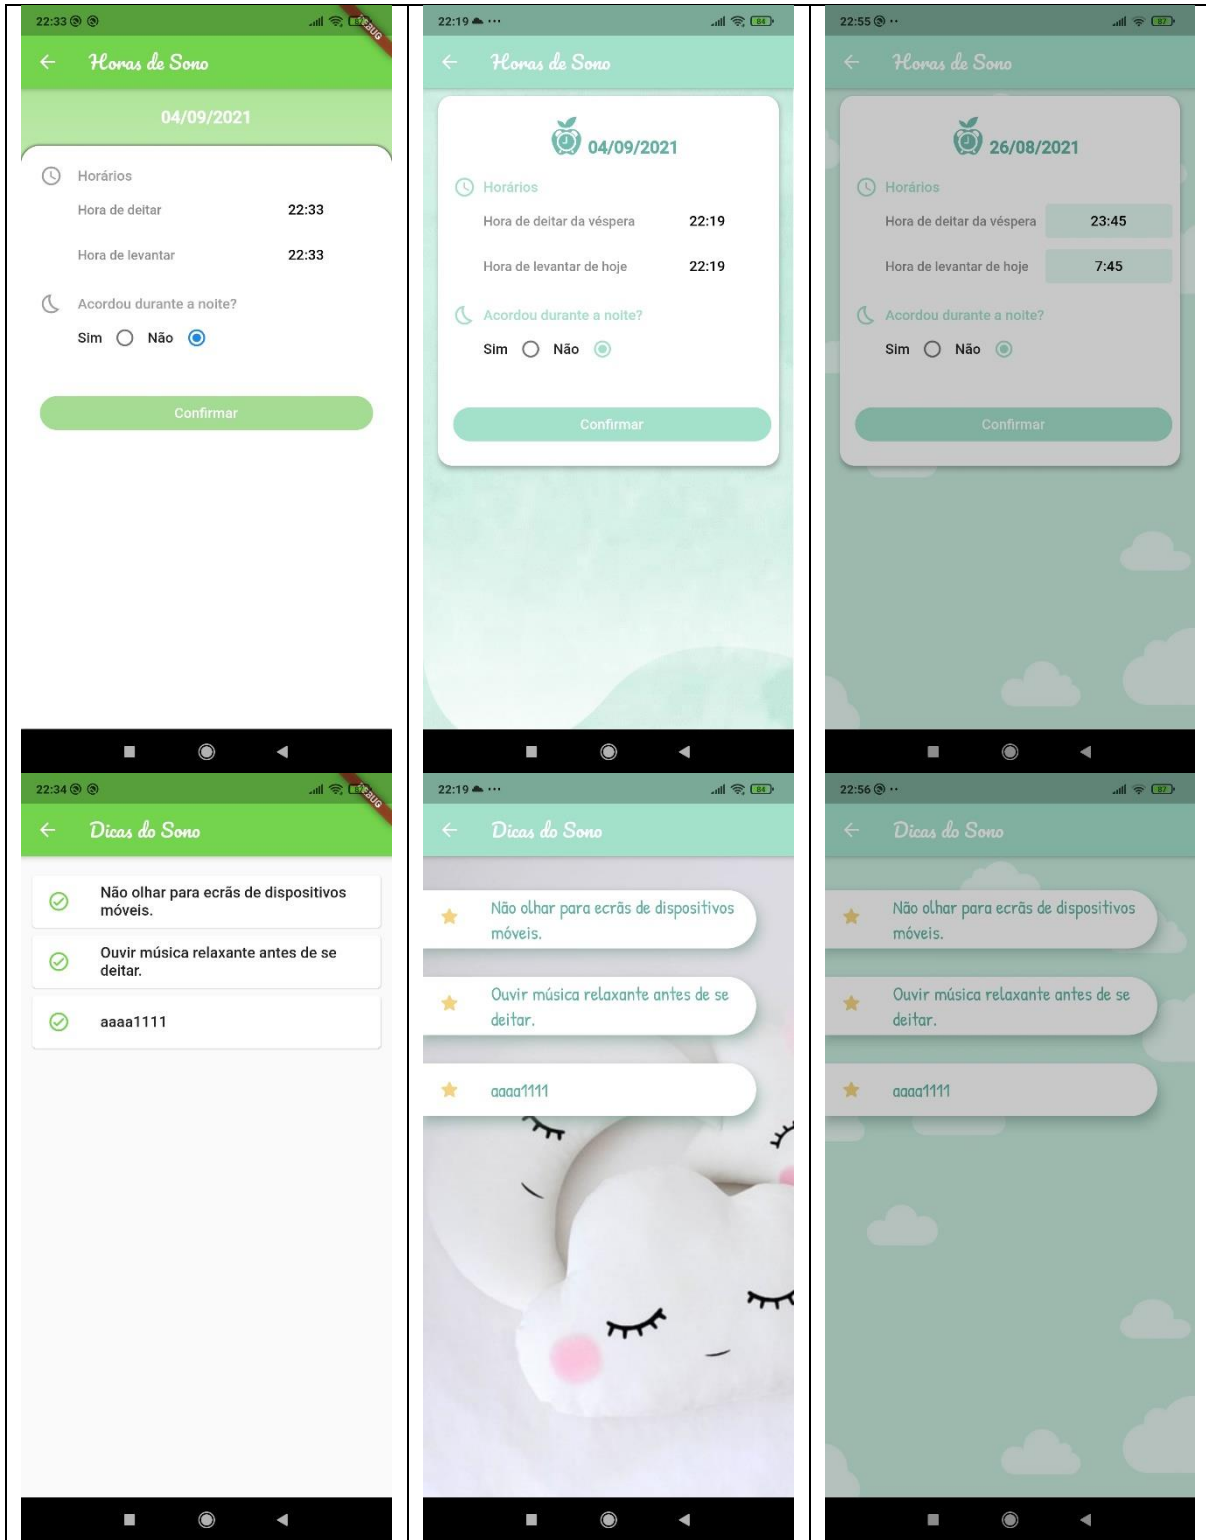 22:33
DEBUG
Horas de Sono
04/09/2021
Horários
Hora de deitar 22:33
Hora de levantar 22:33
Acordou durante a noite?
Sim Não
Confirmar
22:19 84
Horas de Sono
04/09/2021
Horários
Hora de deitar da véspera 22:19
Hora de levantar de hoje 22:19
Acordou durante a noite?
Sim Não
Confirmar
22:55 87
Horas de Sono
26/08/2021
Horários
Hora de deitar da véspera 23:45
Hora de levantar de hoje 7:45
Acordou durante a noite?
Sim Não
Confirmar
22:34
DEBUG
Dicas do Sono
Não olhar para ecrãs de dispositivos
móveis.
Ouvir música relaxante antes de se
deitar.
aaaa1111
22:19 84
Dicas do Sono
Não olhar para ecrãs de dispositivos
móveis.
Ouvir música relaxante antes de se
deitar.
aaaa1111
22:56 87
Dicas do Sono
Não olhar para ecrãs de dispositivos
móveis.
Ouvir música relaxante antes de se
deitar.
aaaa1111